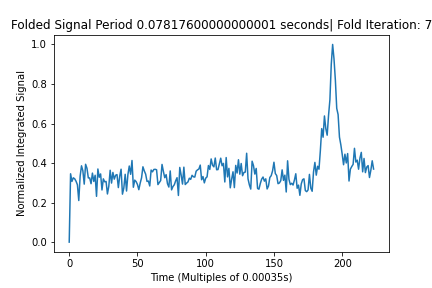 Folded Signal Period 0.07817600000000001 seconds| Fold Iteration: 7
Normalized Integrated Signal
1.0
0.8
0.6
0.4
0.2
0.0
0 50 100 150 200
Time (Multiples of 0.00035s)